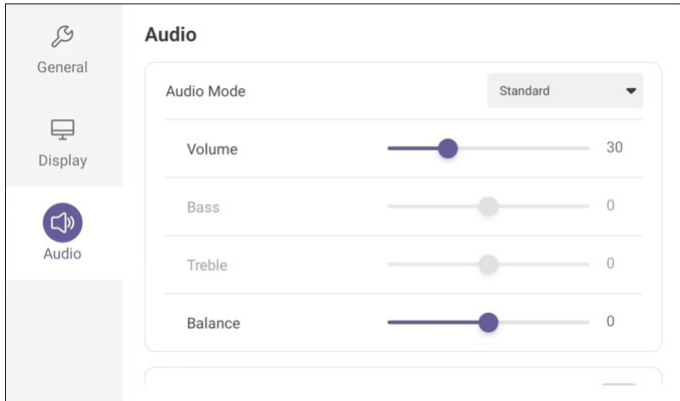 Audio
General
Audio Mode
Standard
Volume
30
Display
Bass
0
Audio
Treble
0
Balance
0